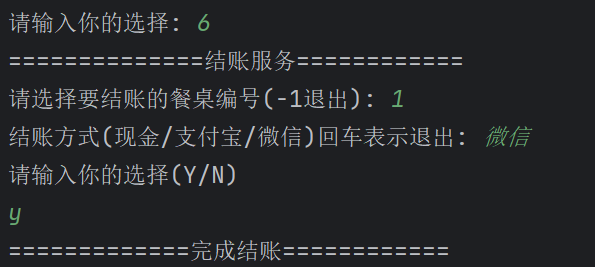 请输入你的选择: 6
==============结账服务============
请选择要结账的餐桌编号(-1退出): 1
结账方式(现金/支付宝/微信)回车表示退出: 微信
请输入你的选择(Y/N)
y
=============完成结账============